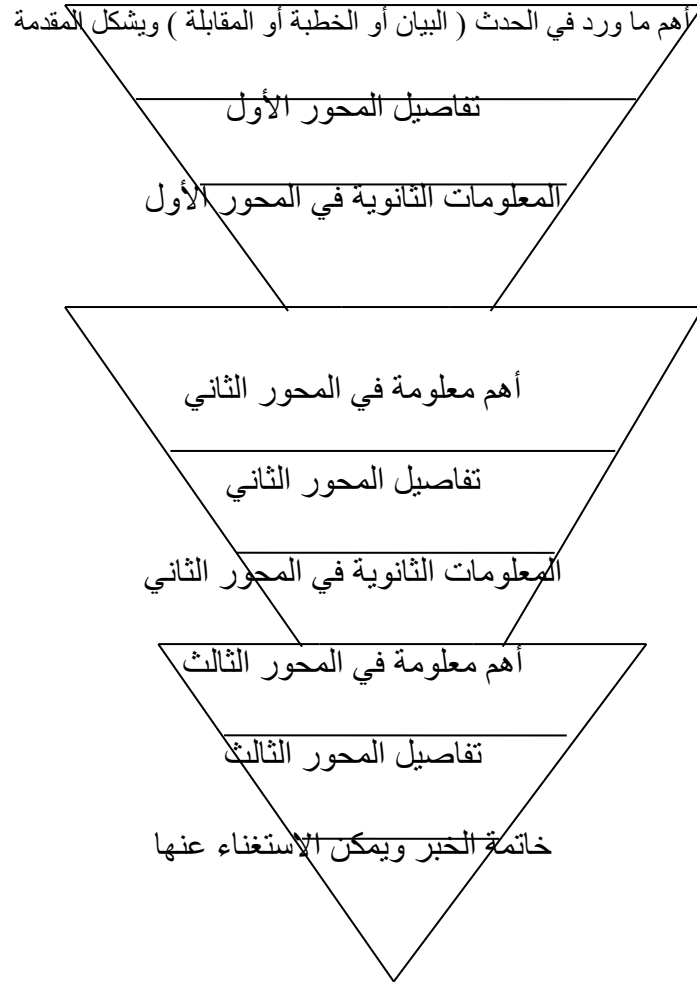 أهم ما ورد في الحدث ( البيان أو الخطبة أو المقابلة ) ويشكل المقدمة
تفاصيل المحور الأول
المعلومات الثانوية في المحور الأول
أهم معلومة في المحور الثاني
تفاصيل المحور الثاني
المعلومات الثانوية في المحور الثاني
أهم معلومة في المحور الثالث
تفاصيل المحور الثالث
خاتمة الخبر ويمكن الاستغناء عنها